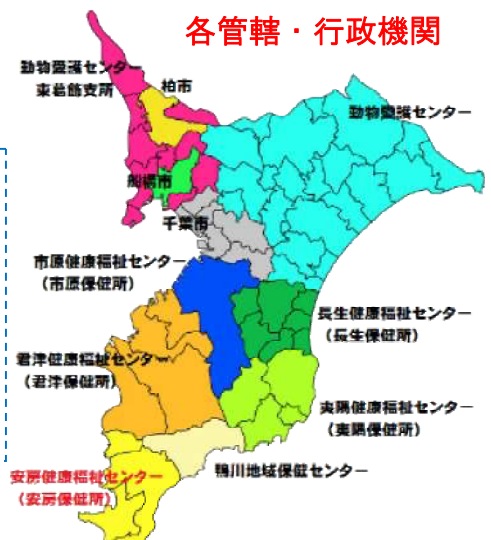 各管轄・行政機関
動物愛護センター
東葛飾支所
柏市
動物愛護センター
船橋市
千葉市
市原健康福祉センター
（市原保健所）
長生健康福祉センター
（長生保健所）
君津健康福祉センター
（君津保健所）
夷隅健康福祉センター
（夷隅保健所）
鴨川地域保健センター
安房健康福祉センター
（安房保健所）